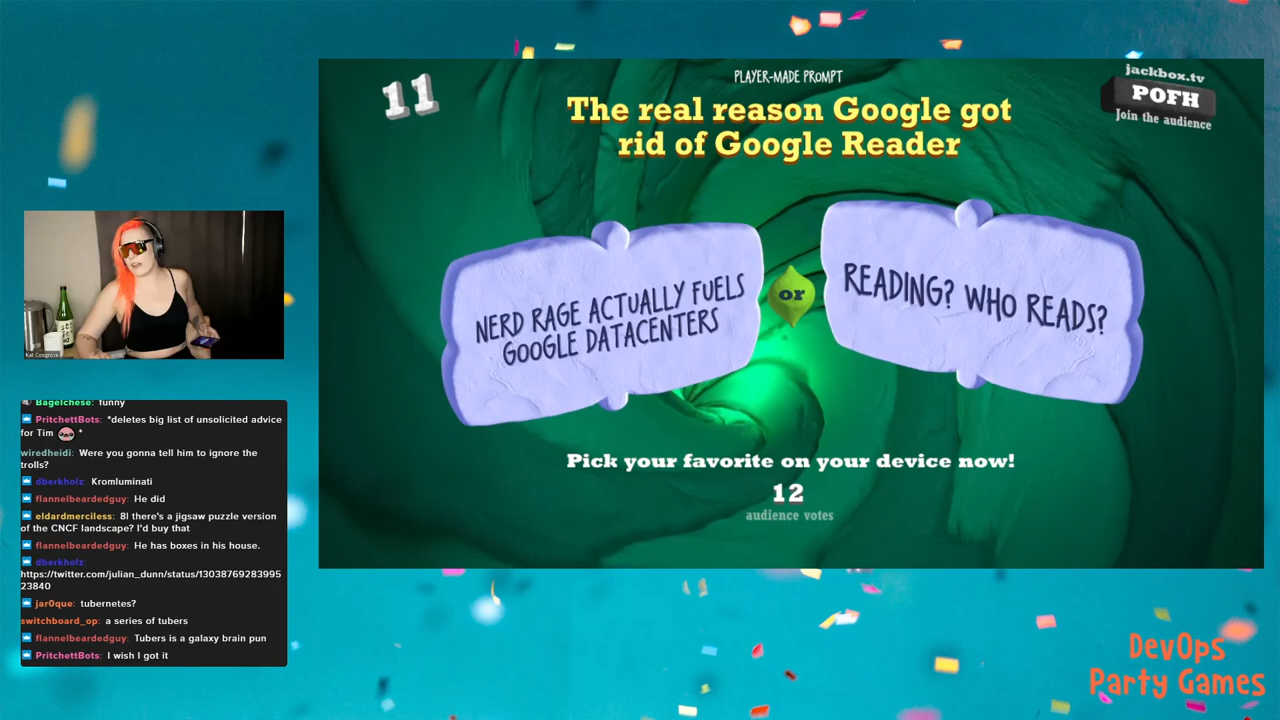 11
PLAYER-MADE PROMPT
The real reason Google got
rid of Google Reader
jackbox.tv
POFH
Join the audience
NERD RAGE ACTUALLY FUELS
GOOGLE DATACENTERS
or
READING? WHO READS?
Pick your favorite on your device now!
12
audience votes
Kat Cosgrove
Bagelchese: funny
PritchettBots: *deletes big list of unsolicited advice
for Tim *
wiredheidi: Were you gonna tell him to ignore the
trolls?
dberkholz: Kromluminati
flannelbeardedguy: He did
eldardmerciless: 8| there's a jigsaw puzzle version
of the CNCF landscape? I'd buy that
flannelbeardedguy: He has boxes in his house.
dberkholz:
https://twitter.com/julian_dunn/status/13038769283995
23840
jar0que: tubernetes?
switchboard_op: a series of tubers
flannelbeardedguy: Tubers is a galaxy brain pun
PritchettBots: I wish I got it
DevOps
Party Games